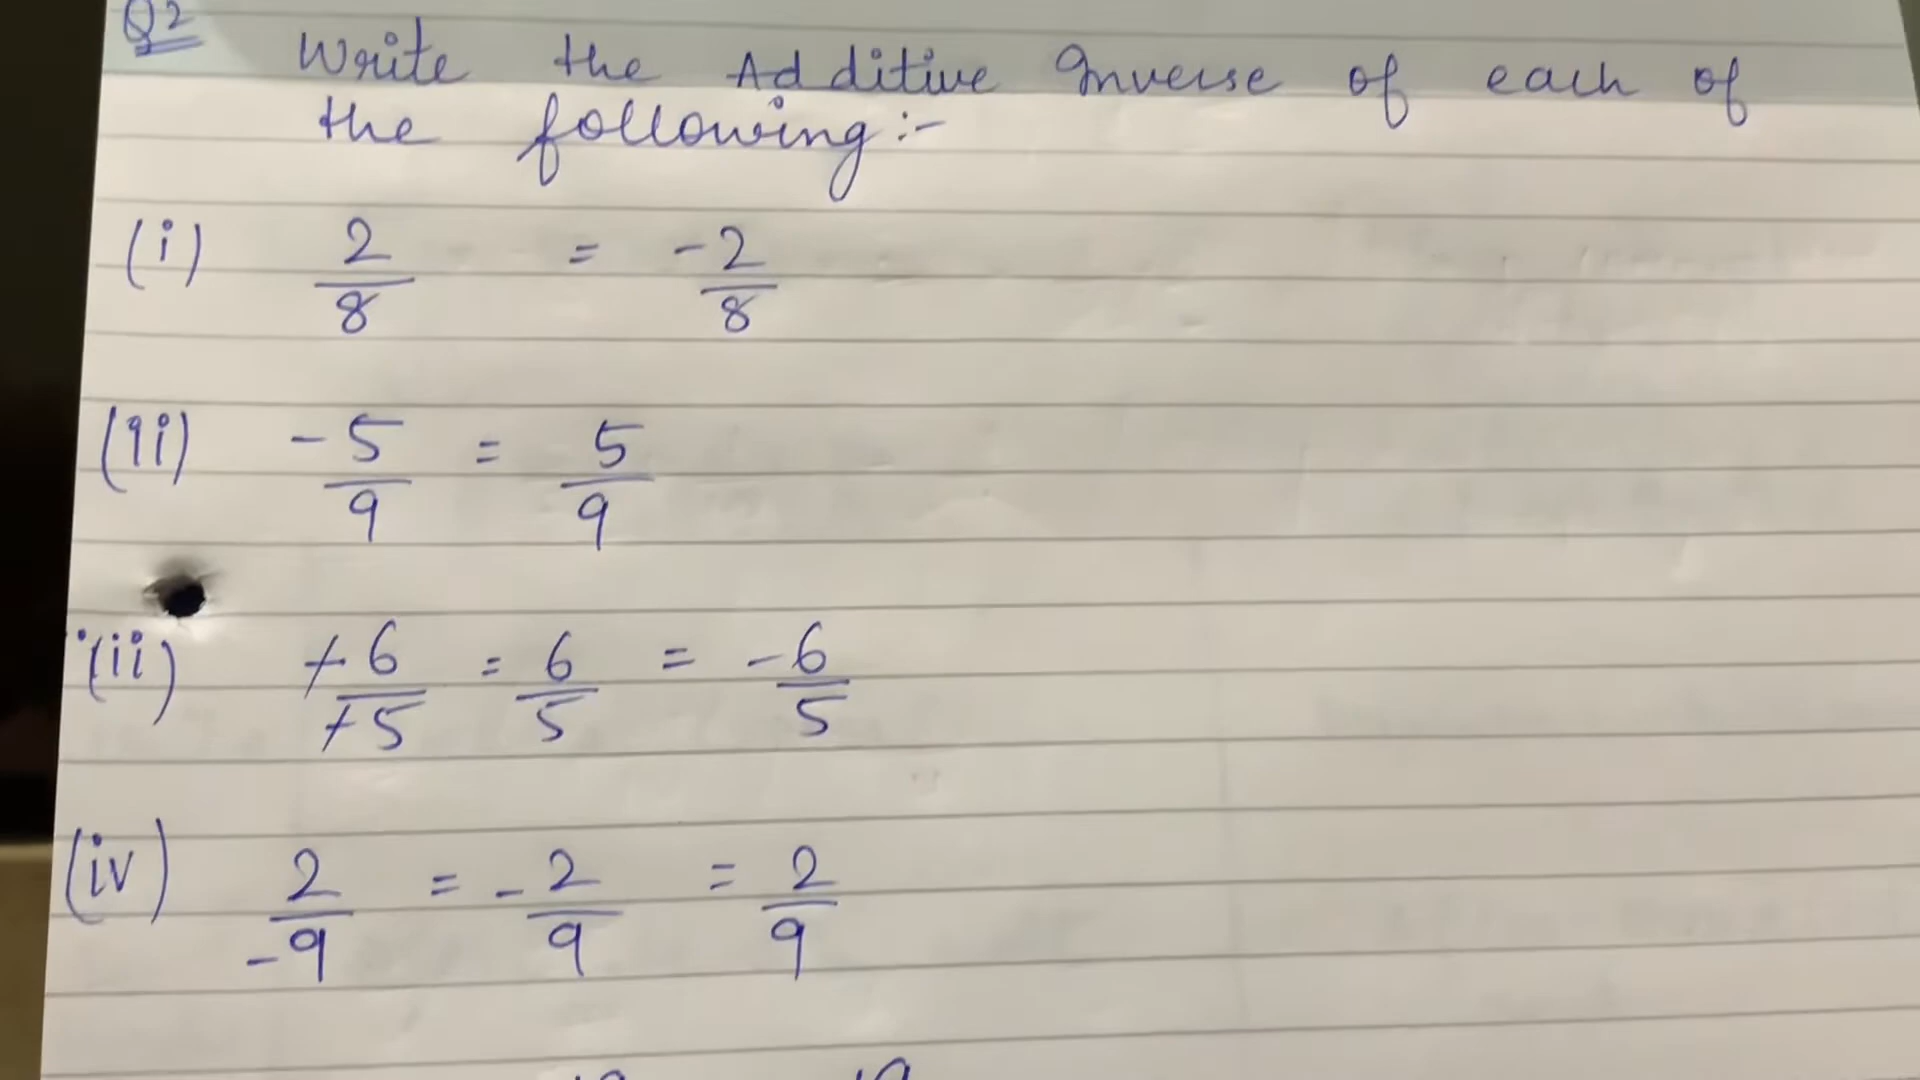 Q2 Write the Additive Inverse of each of
the following:-
(i) 2/8 = -2/8
(ii) -5/9 = 5/9
(iii) +6/+5 = 6/5 = -6/5
(iv) 2/-9 = -2/9 = 2/9